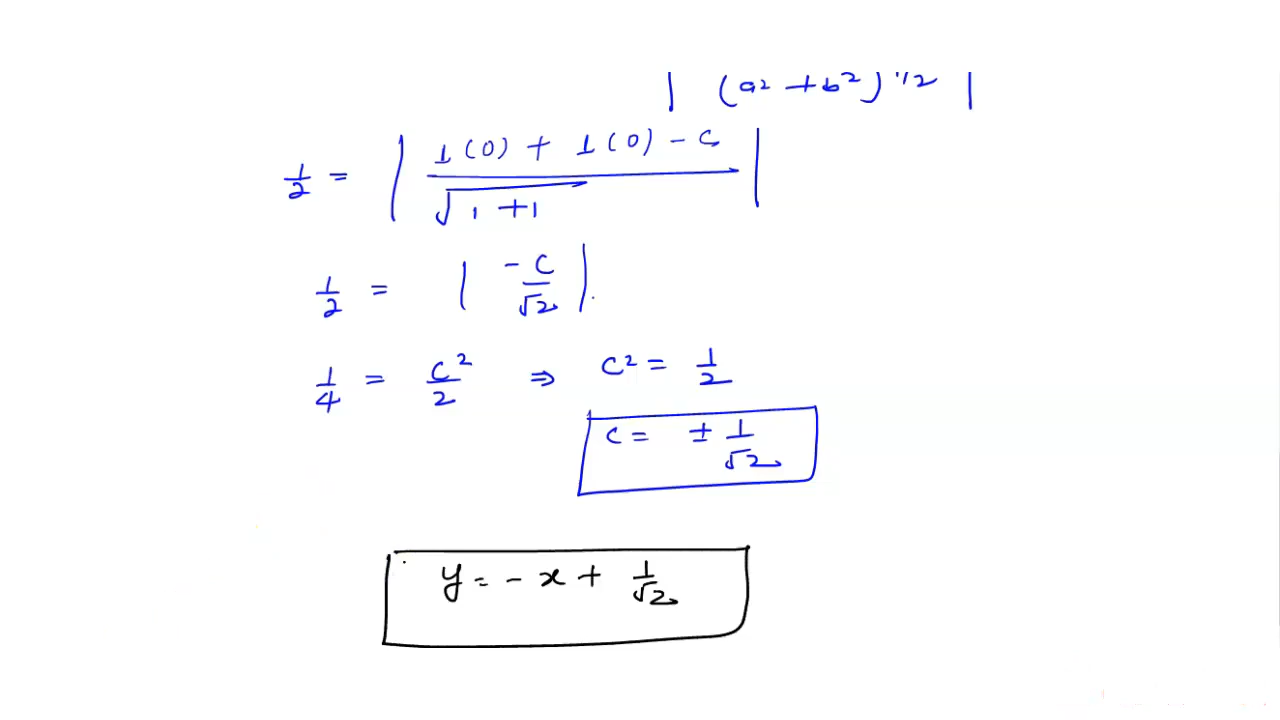 | (a² + b²)^1/2 |
1/2 = | (1(0) + 1(0) - c)/√(1 + 1) |
1/2 = | -c/√2 |.
1/4 = c²/2 ⇒ c² = 1/2
c = ± 1/√2
y = - x + 1/√2